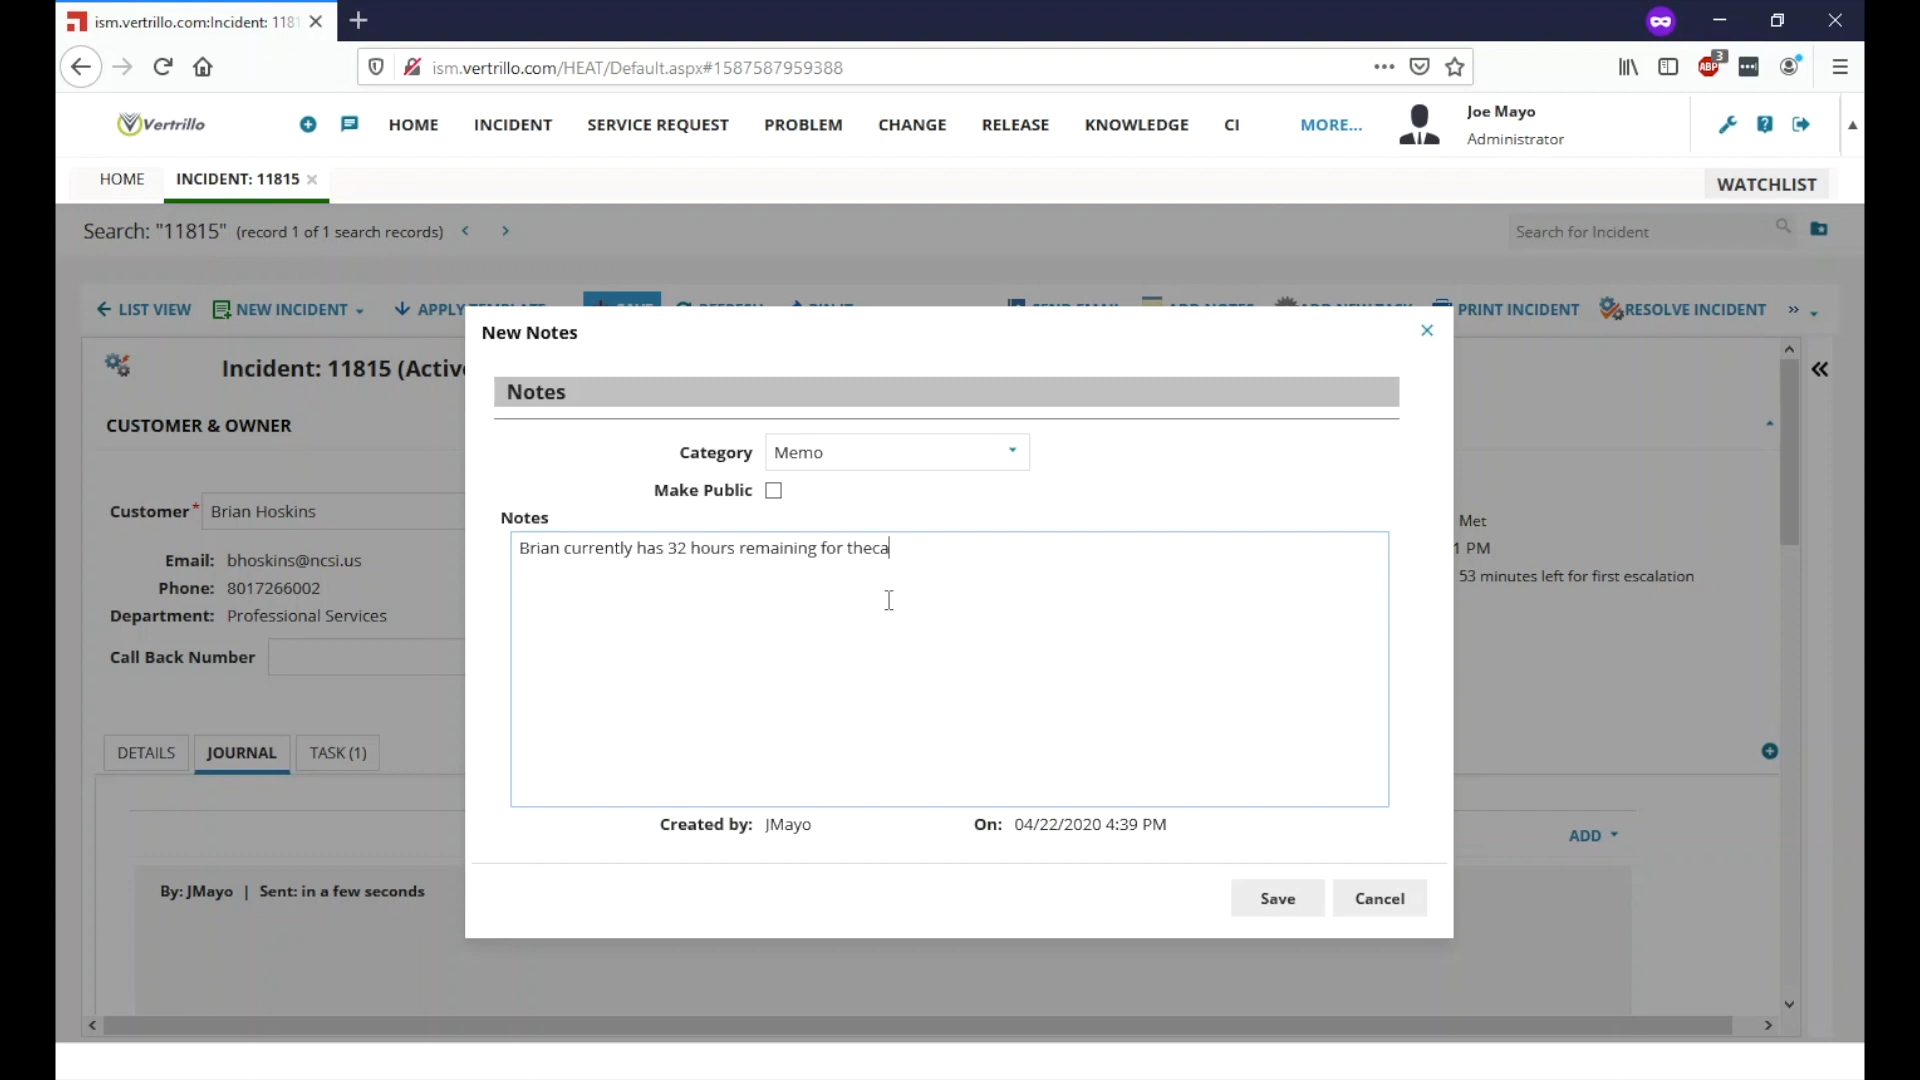 ism.vertrillo.com:Incident: 1181
ism.vertrillo.com/HEAT/Default.aspx#1587587959388
ABP 3
Vertrillo
HOME INCIDENT SERVICE REQUEST PROBLEM CHANGE RELEASE KNOWLEDGE CI MORE...
Joe Mayo
Administrator
HOME INCIDENT: 11815 WATCHLIST
Search: "11815" (record 1 of 1 search records) Search for Incident
LIST VIEW NEW INCIDENT APPLY TEMPLATE SAVE REFRESH PIN IT SEND EMAIL ADD NOTES ADD NEW TASK PRINT INCIDENT RESOLVE INCIDENT »
New Notes
Incident: 11815 (Active
Notes
CUSTOMER & OWNER
Category Memo
Make Public
Customer* Brian Hoskins
Notes
Met
Brian currently has 32 hours remaining for theca
1 PM
Email: bhoskins@ncsi.us
53 minutes left for first escalation
Phone: 8017266002
Department: Professional Services
Call Back Number
DETAILS JOURNAL TASK (1)
Created by: JMayo On: 04/22/2020 4:39 PM
ADD
By: JMayo | Sent: in a few seconds
Save Cancel